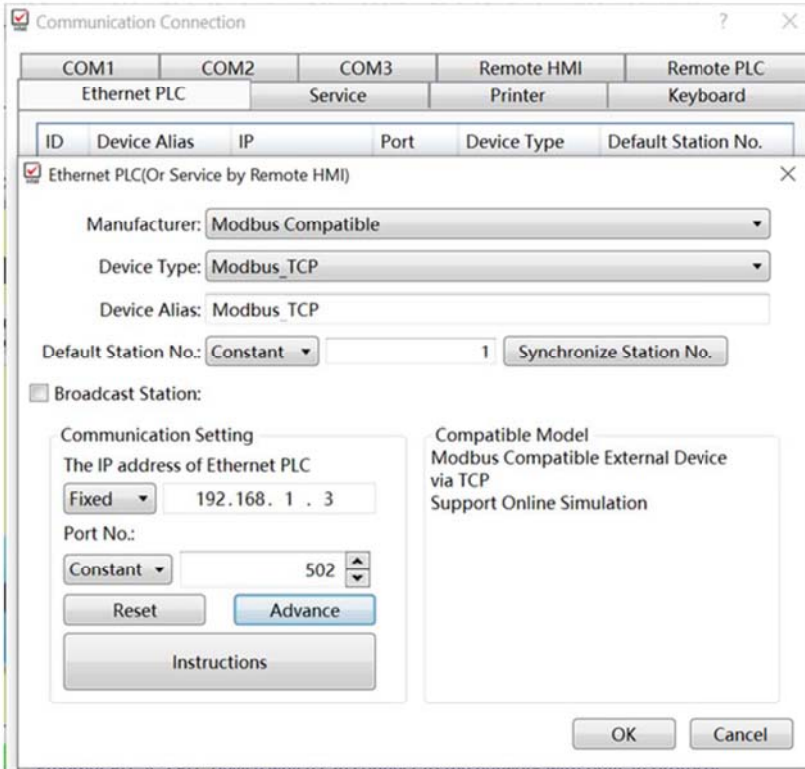 Communication Connection
COM1 COM2 COM3 Remote HMI Remote PLC
Ethernet PLC Service Printer Keyboard
ID Device Alias IP Port Device Type Default Station No.
Ethernet PLC(Or Service by Remote HMI)
Manufacturer: Modbus Compatible
Device Type: Modbus_TCP
Device Alias: Modbus_TCP
Default Station No.: Constant 1 Synchronize Station No.
Broadcast Station:
Communication Setting
The IP address of Ethernet PLC
Fixed 192.168. 1 . 3
Port No.:
Constant 502
Reset Advance
Instructions
Compatible Model
Modbus Compatible External Device
via TCP
Support Online Simulation
OK Cancel